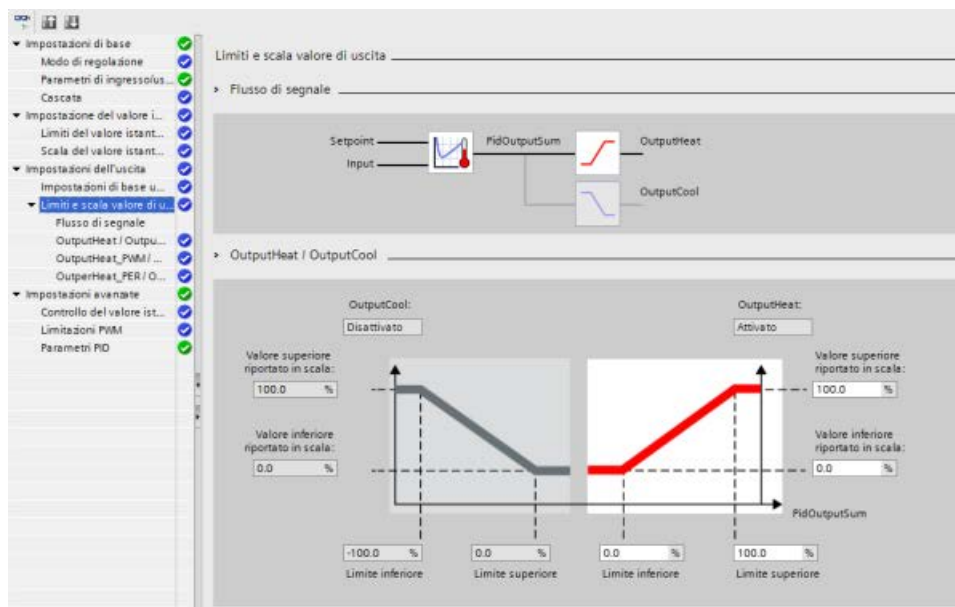 Impostazioni di base
Modo di regolazione
Parametri di ingresso/us...
Cascata
Impostazione del valore i...
Limiti del valore istant...
Scala del valore istant...
Impostazioni dell'uscita
Impostazioni di base u...
Limiti e scala valore di u...
Flusso di segnale
OutputHeat / Outpu...
OutputHeat_PWM / ...
OutperHeat_PER / O...
Impostazioni avanzate
Controllo del valore ist...
Limitazioni PWM
Parametri PID
Limiti e scala valore di uscita
Flusso di segnale
Setpoint
Input
PidOutputSum
OutputHeat
OutputCool
OutputHeat / OutputCool
OutputCool:
Disattivato
OutputHeat:
Attivato
Valore superiore
riportato in scala:
100.0 %
Valore inferiore
riportato in scala:
0.0 %
Valore superiore
riportato in scala:
100.0 %
Valore inferiore
riportato in scala:
0.0 %
PidOutputSum
-100.0 %
Limite inferiore
0.0 %
Limite superiore
0.0 %
Limite inferiore
100.0 %
Limite superiore